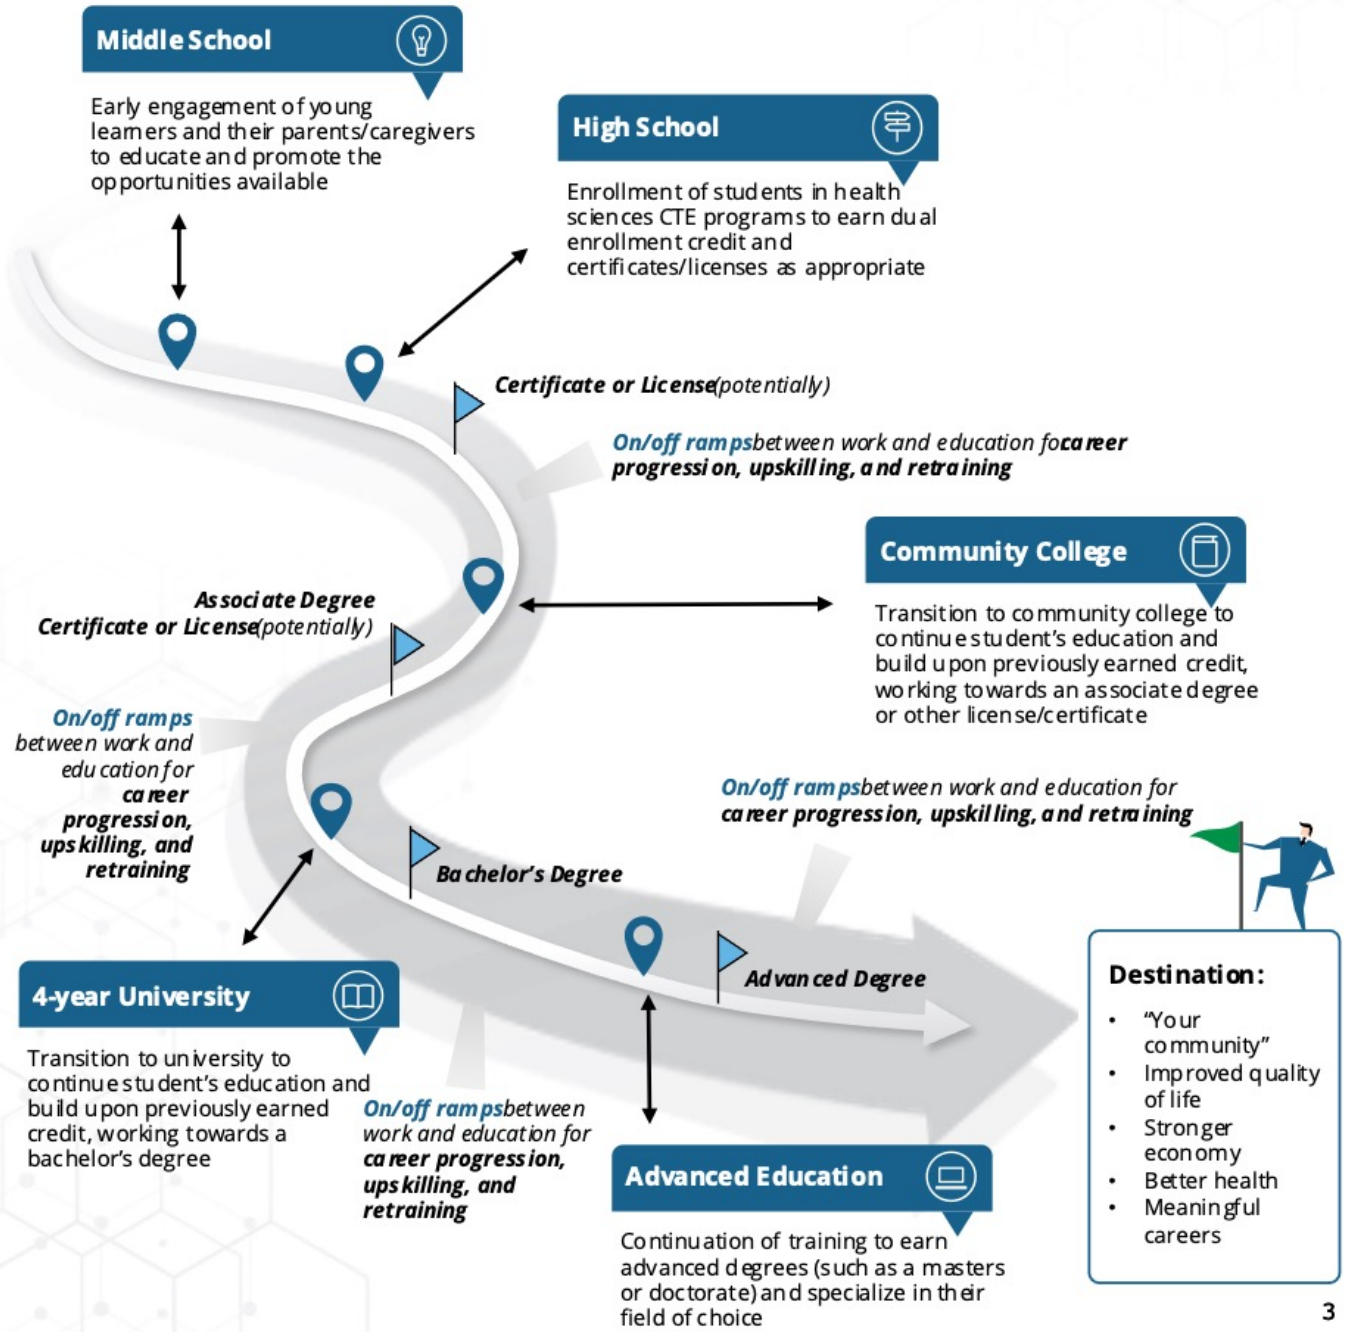 Middle School
Early engagement of young
learners and their parents/caregivers
to educate and promote the
opportunities available
High School
Enrollment of students in health
sciences CTE programs to earn dual
enrollment credit and
certificates/licenses as appropriate
Certificate or License(potentially)
On/off ramps between work and education for career
progression, upskilling, and retraining
Community College
Transition to community college to
continue student's education and
build upon previously earned credit,
working towards an associate degree
or other license/certificate
Associate Degree
Certificate or License(potentially)
On/off ramps
between work and
education for
career
progression,
upskilling, and
retraining
On/off ramps between work and education for
career progression, upskilling, and retraining
Bachelor's Degree
Advanced Degree
4-year University
Transition to university to
continue student's education and
build upon previously earned
credit, working towards a
bachelor's degree
On/off ramps between
work and education for
career progression,
upskilling, and
retraining
Advanced Education
Continuation of training to earn
advanced degrees (such as a masters
or doctorate) and specialize in their
field of choice
Destination:
• "Your
community"
• Improved quality
of life
• Stronger
economy
• Better health
• Meaningful
careers
3